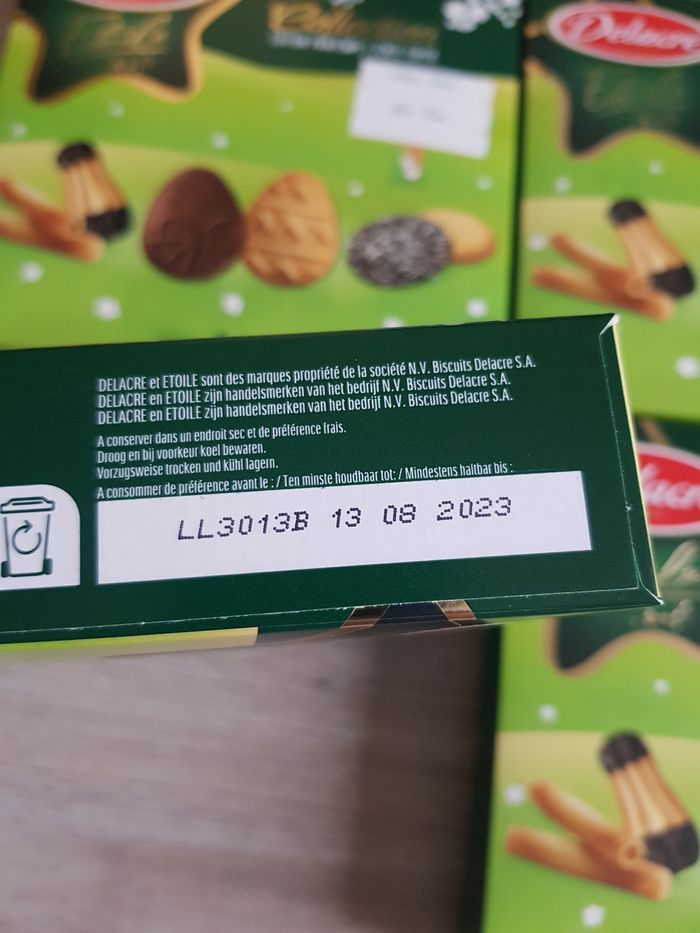 Collection
Delacre
DELACRE et ETOILE sont des marques propriété de la société N.V. Biscuits Delacre S.A.
DELACRE en ETOILE zijn handelsmerken van het bedrijf N.V. Biscuits Delacre S.A.
DELACRE en ETOILE zijn handelsmerken van het bedrijf N.V. Biscuits Delacre S.A.
A conserver dans un endroit sec et de préférence frais.
Droog en bij voorkeur koel bewaren.
Vorzugsweise trocken und kühl lagern.
A consommer de préférence avant le : / Ten minste houdbaar tot: / Mindestens haltbar bis :
LL3013B 13 08 2023